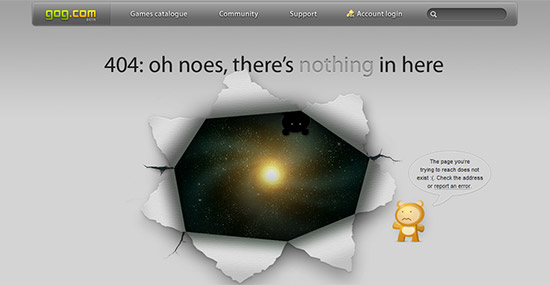 gog.com
BETA
Games catalogue Community Support Account login
404: oh noes, there's nothing in here
The page you're
trying to reach does not
exist :(. Check the address
or report an error.